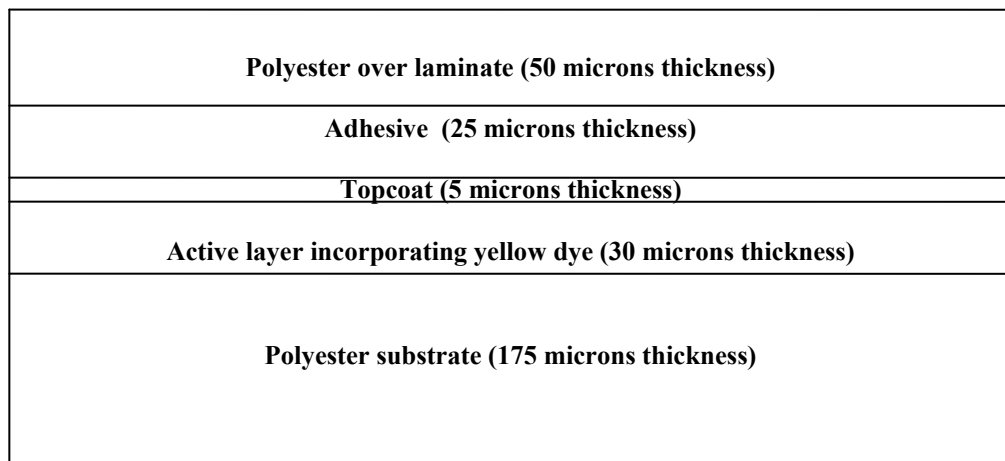 Polyester over laminate (50 microns thickness)
Adhesive (25 microns thickness)
Topcoat (5 microns thickness)
Active layer incorporating yellow dye (30 microns thickness)
Polyester substrate (175 microns thickness)